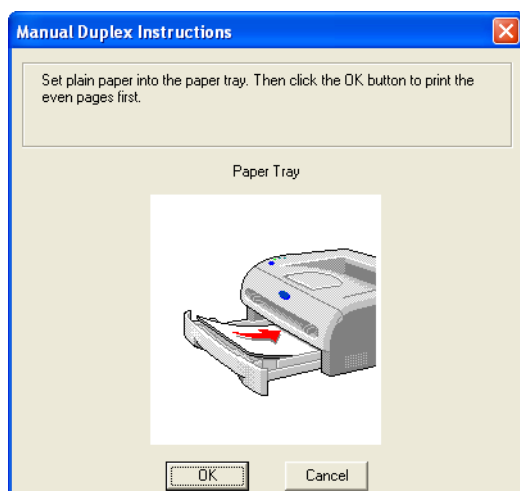 Manual Duplex Instructions
Set plain paper into the paper tray. Then click the OK button to print the
even pages first.
Paper Tray
OK
Cancel